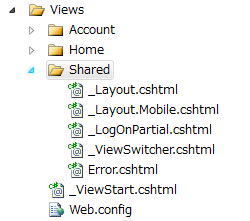 Views
Account
Home
Shared
_Layout.cshtml
_Layout.Mobile.cshtml
_LogOnPartial.cshtml
_ViewSwitcher.cshtml
Error.cshtml
_ViewStart.cshtml
Web.config